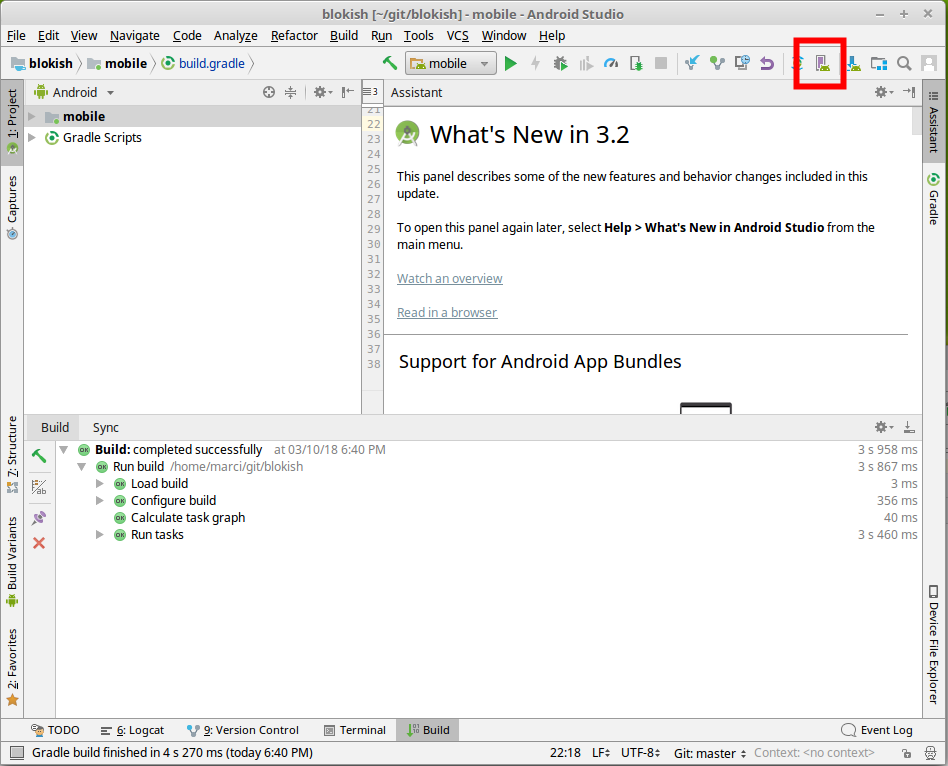 blokish [~/git/blokish] - mobile - Android Studio
File Edit View Navigate Code Analyze Refactor Build Run Tools VCS Window Help
blokish mobile build.gradle mobile
1: Project
Captures
7: Structure
Build Variants
2: Favorites
Android
mobile
Gradle Scripts
3
21
22
23
24
25
26
27
28
29
30
31
32
33
34
35
36
37
38
Assistant
What's New in 3.2
This panel describes some of the new features and behavior changes included in this
update.
To open this panel again later, select Help > What's New in Android Studio from the
main menu.
Watch an overview
Read in a browser
Support for Android App Bundles
Assistant
Gradle
Device File Explorer
Build Sync
OK Build: completed successfully at 03/10/18 6:40 PM 3 s 958 ms
OK Run build /home/marci/git/blokish 3 s 867 ms
OK Load build 3 ms
OK Configure build 356 ms
OK Calculate task graph 40 ms
OK Run tasks 3 s 460 ms
TODO 6: Logcat 9: Version Control Terminal Build Event Log
Gradle build finished in 4 s 270 ms (today 6:40 PM) 22:18 LF UTF-8 Git: master Context: <no context>